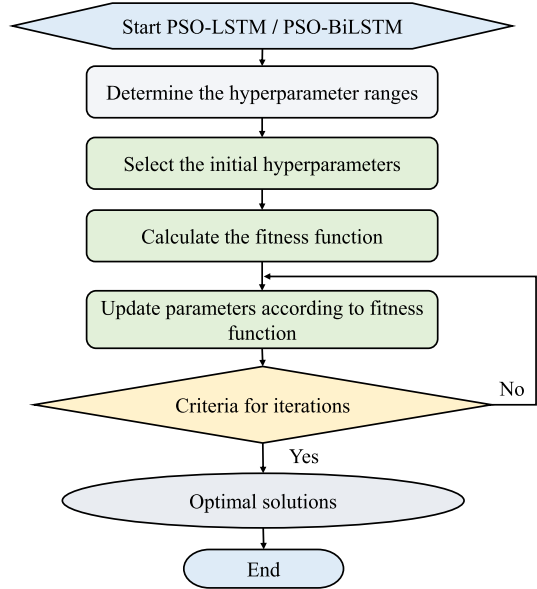 Start PSO-LSTM / PSO-BiLSTM
Determine the hyperparameter ranges
Select the initial hyperparameters
Calculate the fitness function
Update parameters according to fitness
function
Criteria for iterations
No
Yes
Optimal solutions
End